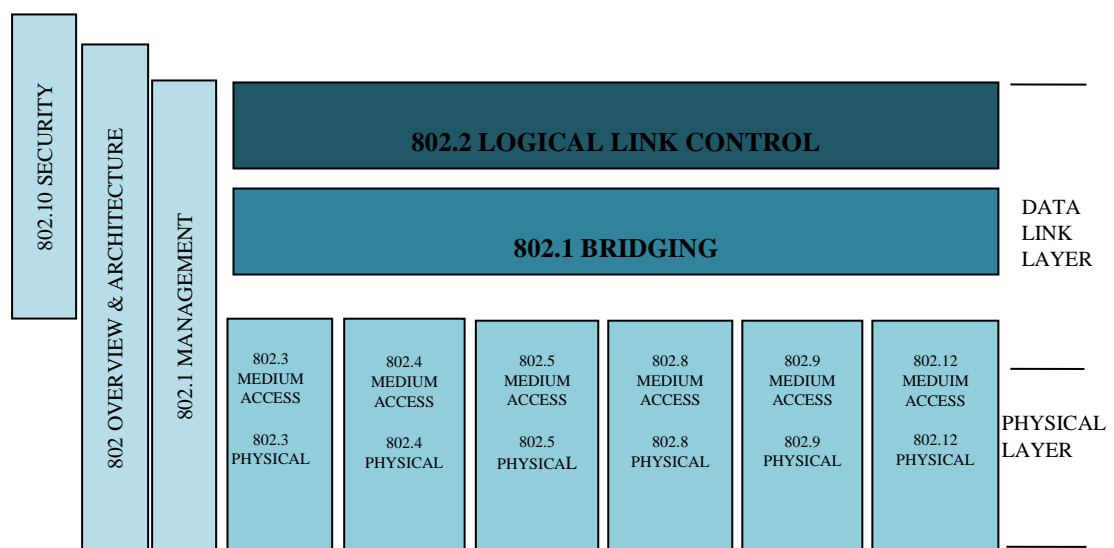 802.10 SECURITY
802 OVERVIEW & ARCHITECTURE
802.1 MANAGEMENT
802.2 LOGICAL LINK CONTROL
802.1 BRIDGING
802.3
MEDIUM
ACCESS
802.3
PHYSICAL
802.4
MEDIUM
ACCESS
802.4
PHYSICAL
802.5
MEDIUM
ACCESS
802.5
PHYSICAL
802.8
MEDIUM
ACCESS
802.8
PHYSICAL
802.9
MEDIUM
ACCESS
802.9
PHYSICAL
802.12
MEDUIM
ACCESS
802.12
PHYSICAL
DATA
LINK
LAYER
PHYSICAL
LAYER